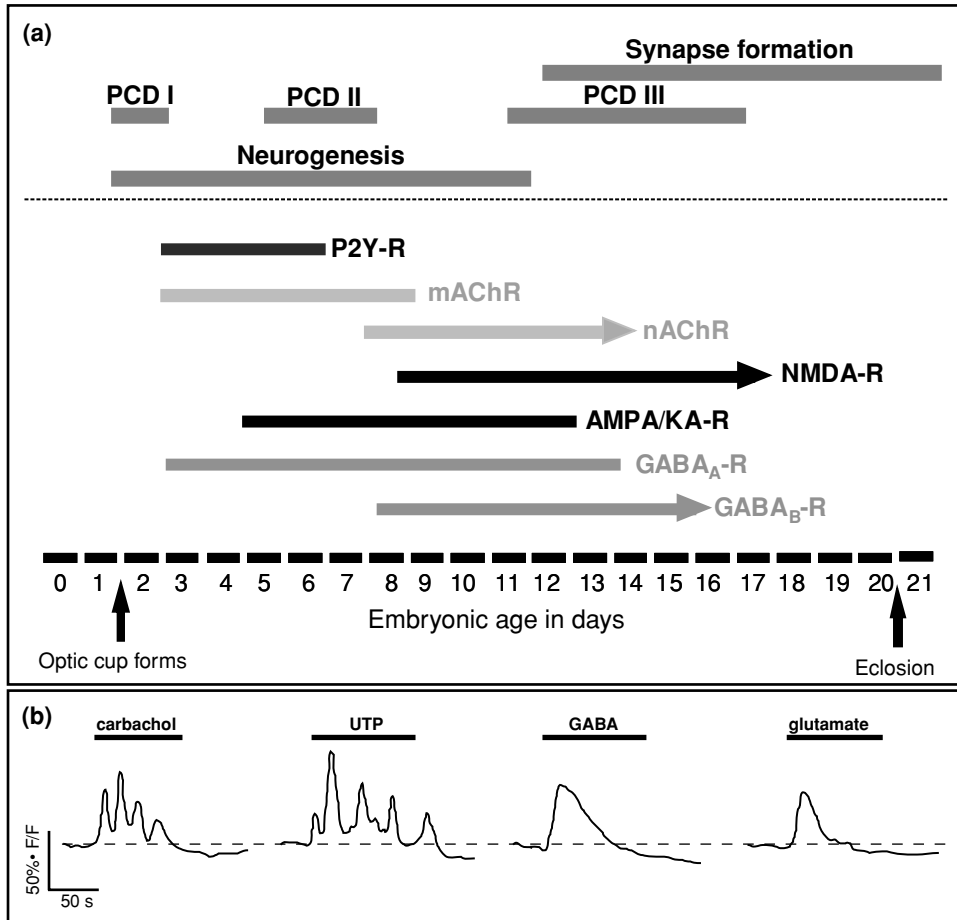 (a)
Synapse formation
PCD I PCD II PCD III
Neurogenesis
P2Y-R
mAChR
nAChR
NMDA-R
AMPA/KA-R
GABAA-R
GABAB-R
0 1 2 3 4 5 6 7 8 9 10 11 12 13 14 15 16 17 18 19 20 21
Embryonic age in days
Optic cup forms
Eclosion
(b)
carbachol UTP GABA glutamate
50%• F/F
50 s